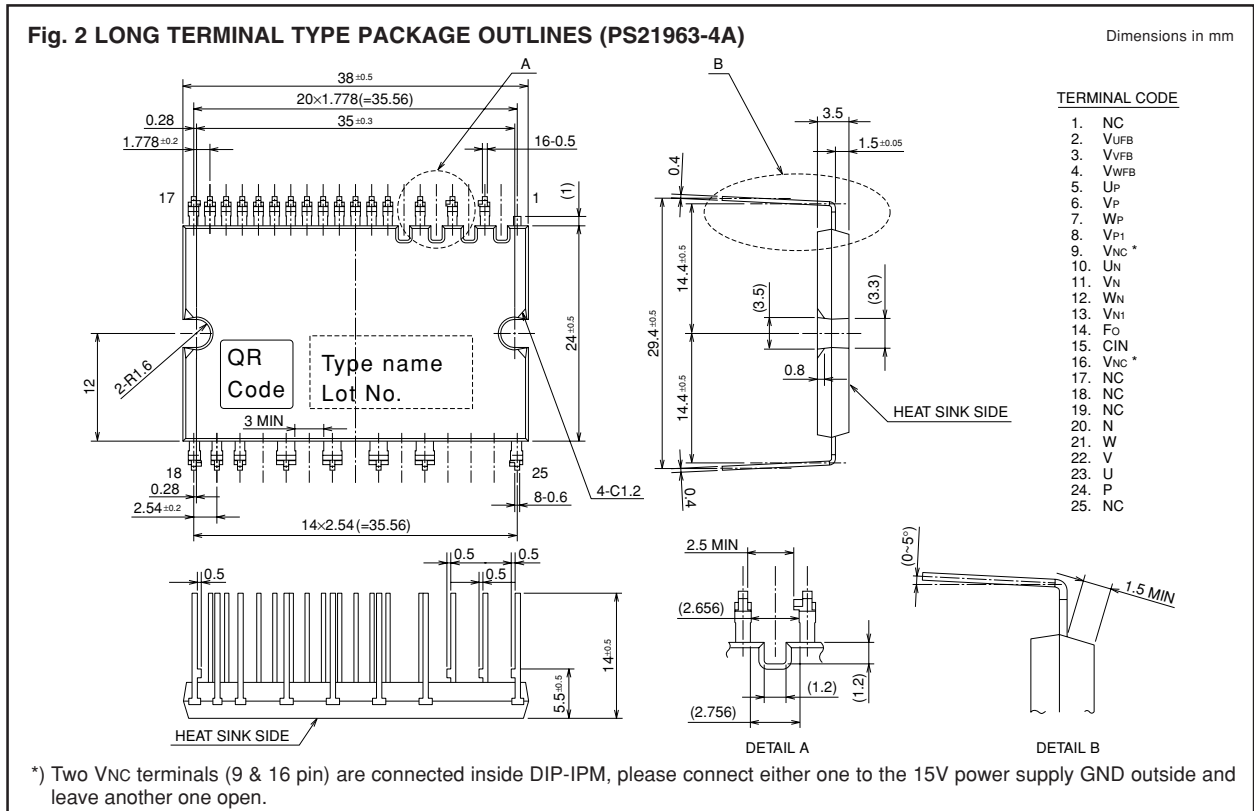 Fig. 2 LONG TERMINAL TYPE PACKAGE OUTLINES (PS21963-4A)
Dimensions in mm
A
B
38 ±0.5
20×1.778(=35.56)
0.28
35 ±0.3
1.778 ±0.2
16-0.5
17
1
(1)
24 ±0.5
12
2-R1.6
QR
Code
Type name
Lot No.
3 MIN
18
25
0.28
2.54 ±0.2
14×2.54(=35.56)
4-C1.2
8-0.6
3.5
1.5 ±0.05
0.4
29.4 ±0.5
14.4 ±0.5
14.4 ±0.5
(3.5)
(3.3)
0.8
HEAT SINK SIDE
0.4
TERMINAL CODE
1. NC
2. VUFB
3. VVFB
4. VWFB
5. UP
6. VP
7. WP
8. VP1
9. VNC *
10. UN
11. VN
12. WN
13. VN1
14. FO
15. CIN
16. VNC *
17. NC
18. NC
19. NC
20. N
21. W
22. V
23. U
24. P
25. NC
0.5
0.5
0.5
0.5
14 ±0.5
5.5 ±0.5
HEAT SINK SIDE
2.5 MIN
(2.656)
(1.2)
(1.2)
(2.756)
DETAIL A
(0~5°)
1.5 MIN
DETAIL B
*) Two VNC terminals (9 & 16 pin) are connected inside DIP-IPM, please connect either one to the 15V power supply GND outside and
leave another one open.